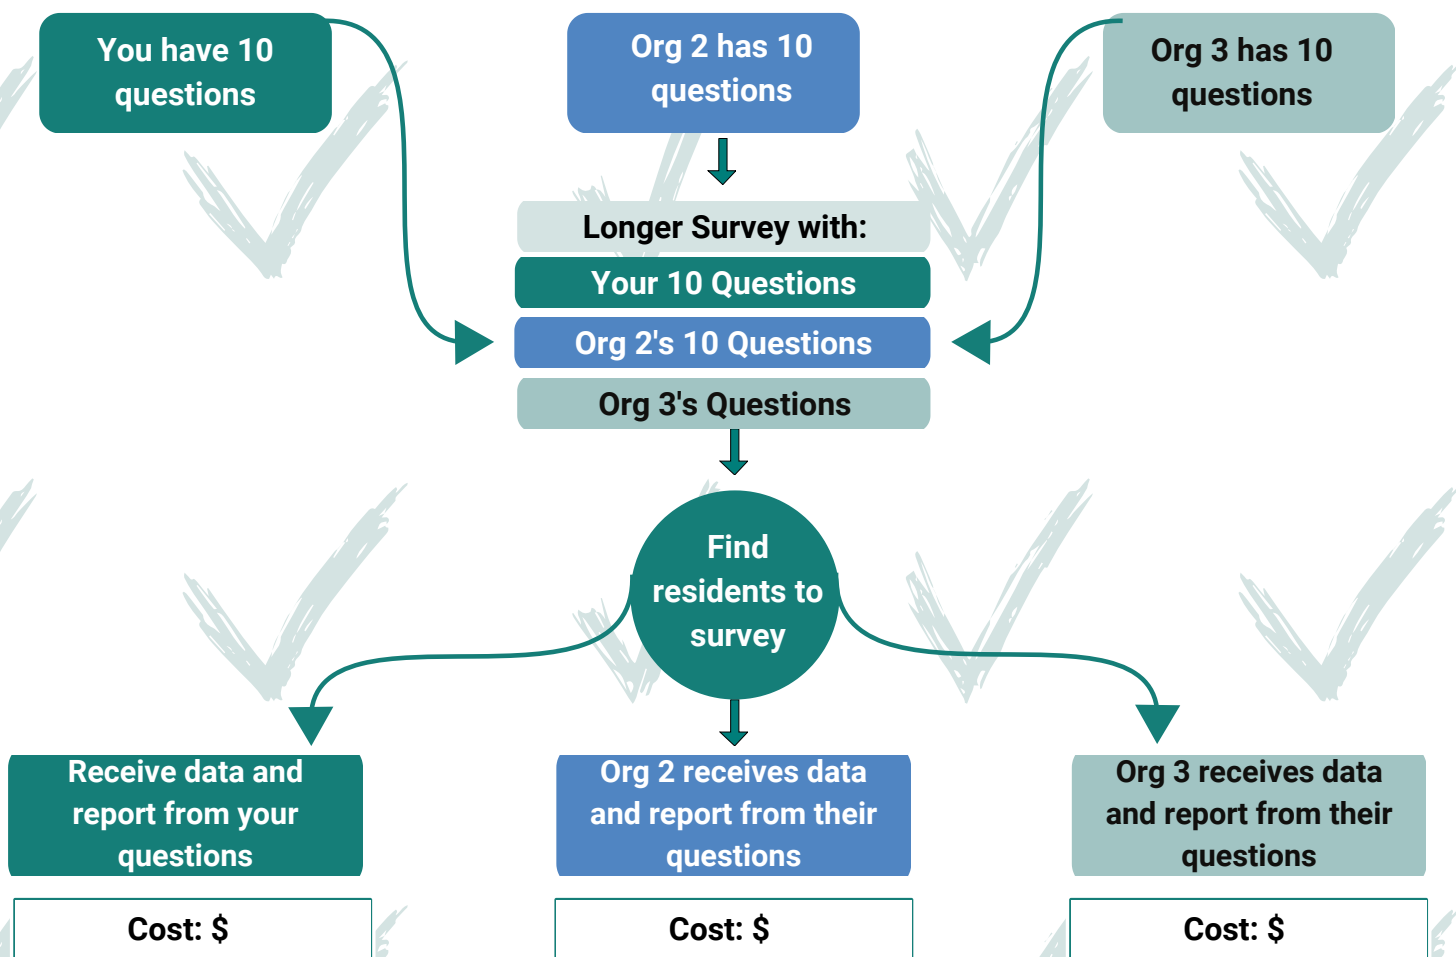 You have 10
questions
Org 2 has 10
questions
Org 3 has 10
questions
Longer Survey with:
Your 10 Questions
Org 2's 10 Questions
Org 3's Questions
Find
residents to
survey
Receive data and
report from your
questions
Org 2 receives data
and report from their
questions
Org 3 receives data
and report from their
questions
Cost: $
Cost: $
Cost: $